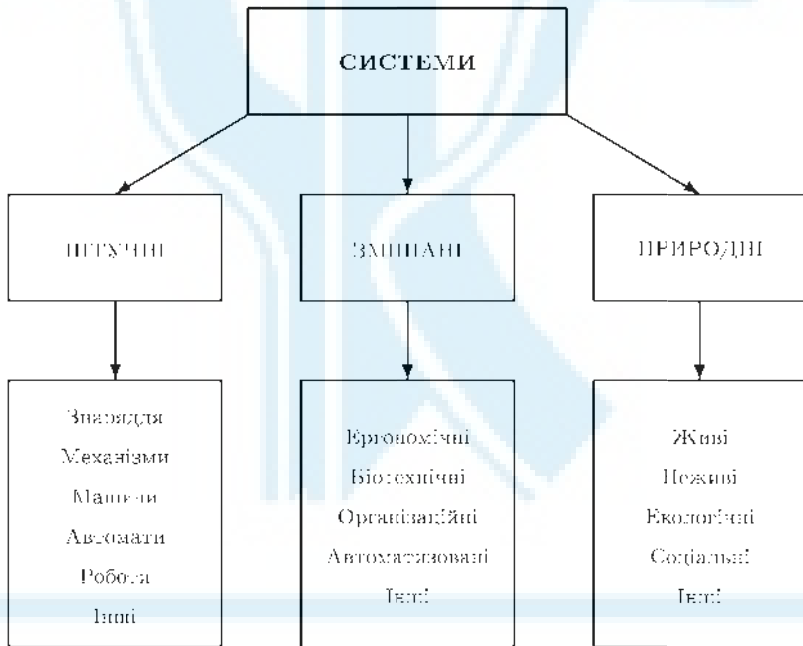 СИСТЕМИ
ШТУЧНІ
ЗМІШАНІ
ПРИРОДНІ
Знаряддя
Механізми
Машини
Автомати
Роботи
Інші
Ергономічні
Біотехнічні
Організаційні
Автоматизовані
Інші
Живі
Неживі
Екологічні
Соціальні
Інші